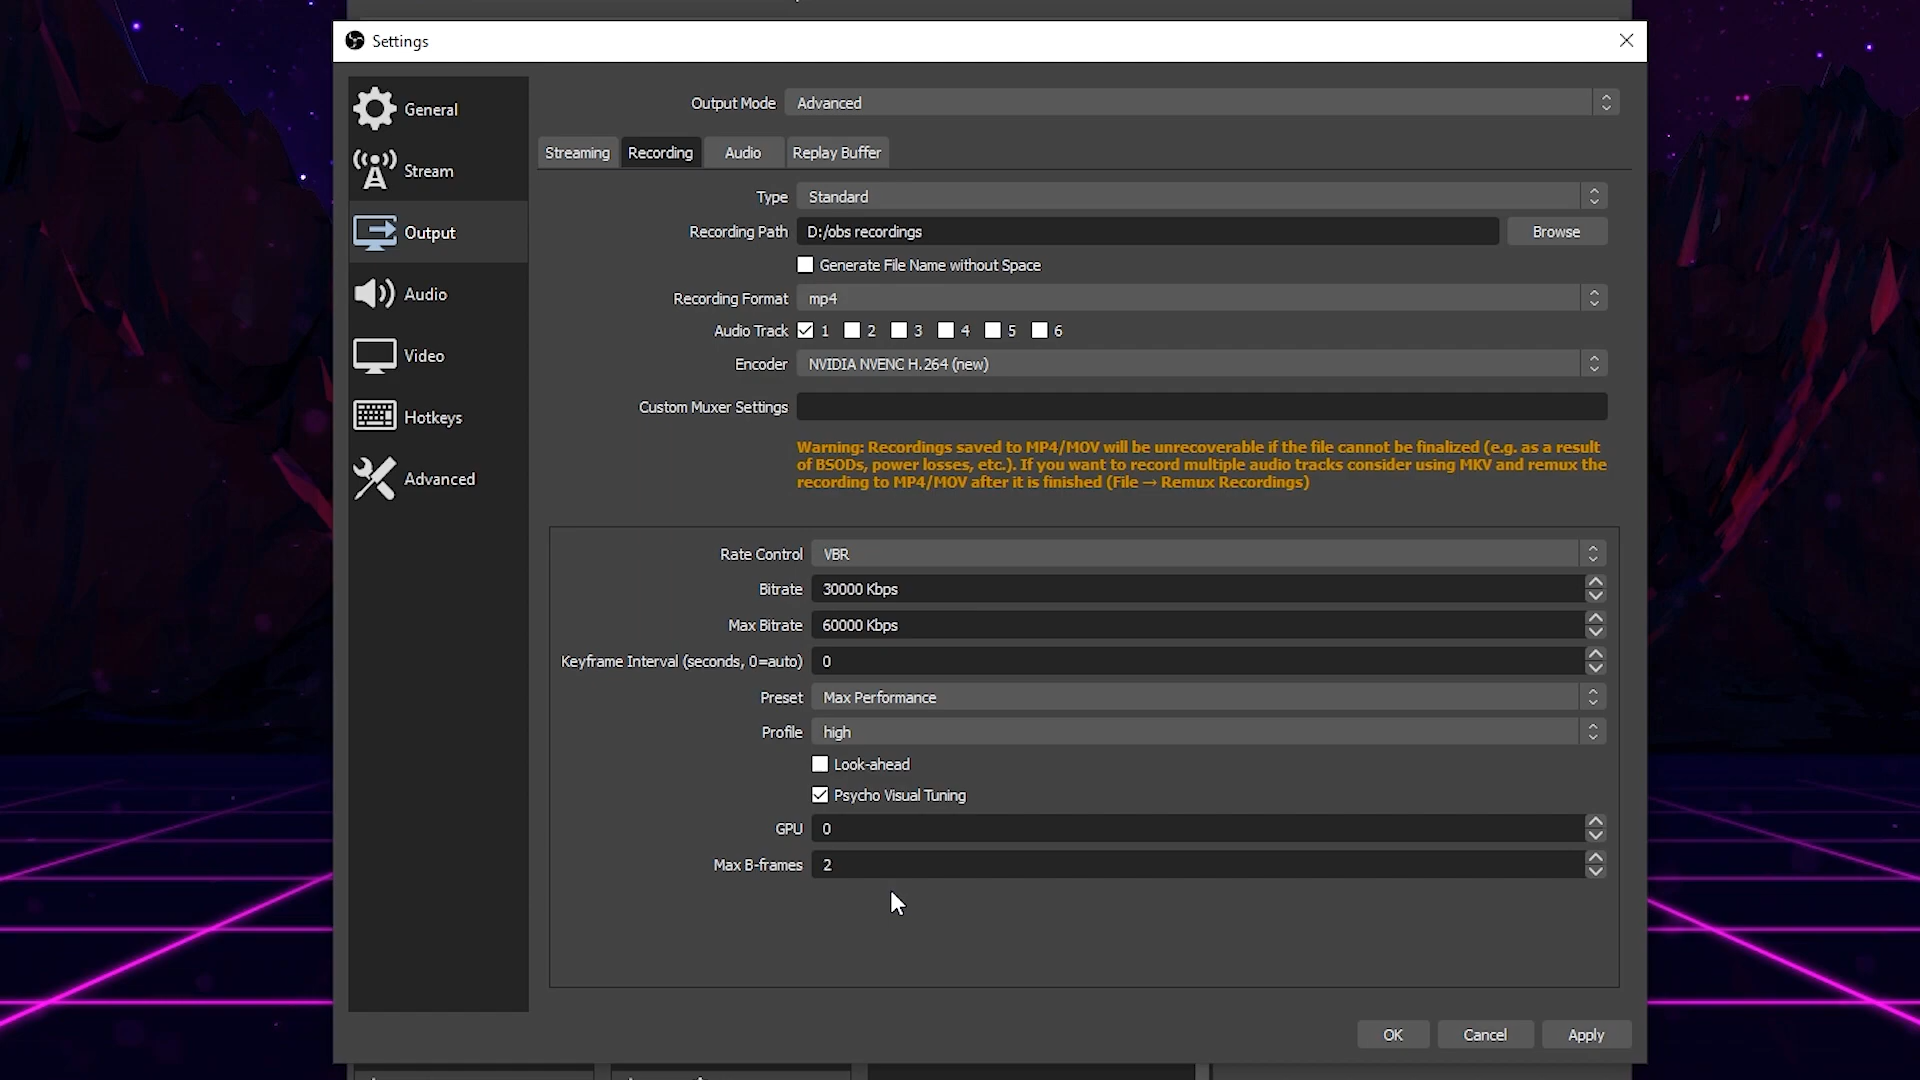 Settings
General
Stream
Output
Audio
Video
Hotkeys
Advanced
Output Mode Advanced
Streaming Recording Audio Replay Buffer
Type Standard
Recording Path D:/obs recordings Browse
Generate File Name without Space
Recording Format mp4
Audio Track 1 2 3 4 5 6
Encoder NVIDIA NVENC H.264 (new)
Custom Muxer Settings
Warning: Recordings saved to MP4/MOV will be unrecoverable if the file cannot be finalized (e.g. as a result
of BSODs, power losses, etc.). If you want to record multiple audio tracks consider using MKV and remux the
recording to MP4/MOV after it is finished (File → Remux Recordings)
Rate Control VBR
Bitrate 30000 Kbps
Max Bitrate 60000 Kbps
Keyframe Interval (seconds, 0=auto) 0
Preset Max Performance
Profile high
Look-ahead
Psycho Visual Tuning
GPU 0
Max B-frames 2
OK Cancel Apply